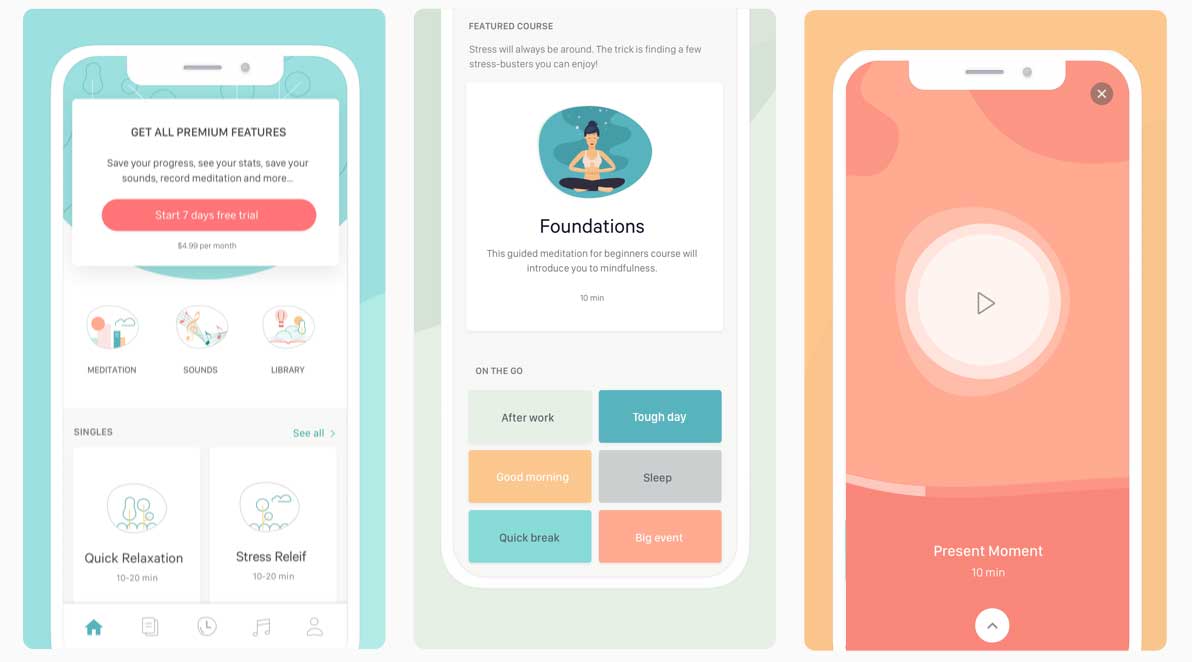 GET ALL PREMIUM FEATURES
Save your progress, see your stats, save your
sounds, record meditation and more...
Start 7 days free trial
$4.99 per month
MEDITATION
SOUNDS
LIBRARY
SINGLES
See all
Quick Relaxation
10-20 min
Stress Releif
10-20 min
FEATURED COURSE
Stress will always be around. The trick is finding a few
stress-busters you can enjoy!
Foundations
This guided meditation for beginners course will
introduce you to mindfulness.
10 min
ON THE GO
After work
Tough day
Good morning
Sleep
Quick break
Big event
Present Moment
10 min